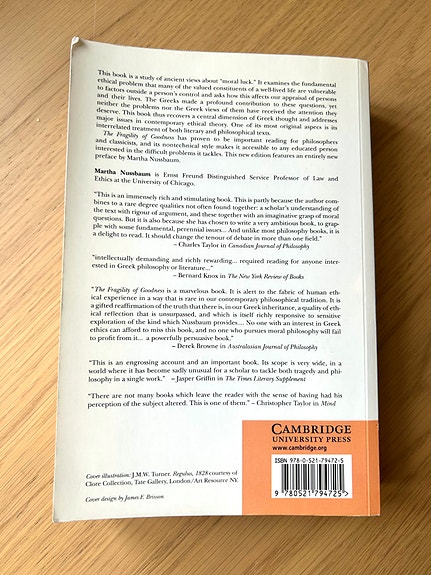 This book is a study of ancient views about "moral luck." It examines the fundamental
ethical problem that many of the valued constituents of a well-lived life are vulnerable
to factors outside a person's control and asks how this affects our appraisal of persons
and their lives. The Greeks made a profound contribution to these questions, yet
neither the problems nor the Greek views of them have received the attention they
deserve. This book thus recovers a central dimension of Greek thought and addresses
major issues in contemporary ethical theory. One of its most original aspects is its
interrelated treatment of both literary and philosophical texts.
The Fragility of Goodness has proven to be important reading for philosophers
and classicists, and its nontechnical style makes it accessible to any educated person
interested in the difficult problems it tackles. This new edition features an entirely new
preface by Martha Nussbaum.
Martha Nussbaum is Ernst Freund Distinguished Service Professor of Law and
Ethics at the University of Chicago.
"This is an immensely rich and stimulating book. This is partly because the author com-
bines to a rare degree qualities not often found together: a scholar's understanding of
the text with rigour of argument, and these together with an imaginative grasp of moral
questions. But it is also because she has chosen to write a very ambitious book, to grap-
ple with some fundamental, perennial issues... And unlike most philosophy books, it is
a delight to read. It should change the tenour of debate in more than one field."
– Charles Taylor in Canadian Journal of Philosophy
"intellectually demanding and richly rewarding... required reading for anyone inter-
ested in Greek philosophy or literature..."
– Bernard Knox in The New York Review of Books
"The Fragility of Goodness is a marvelous book. It is alert to the fabric of human eth-
ical experience in a way that is rare in our contemporary philosophical tradition. It is
a gifted reaffirmation of the truth that there is, in our Greek inheritance, a quality of eth-
ical reflection that is unsurpassed, and which is itself richly responsive to sensitive
exploration of the kind which Nussbaum provides.... No one with an interest in Greek
ethics can afford to miss this book, and no one who pursues moral philosophy will fail
to profit from it... a powerfully persuasive book."
– Derek Browne in Australasian Journal of Philosophy
"This is an engrossing account and an important book. Its scope is very wide, in a
world where it has become sadly unusual for a scholar to tackle both tragedy and phi-
losophy in a single work." – Jasper Griffin in The Times Literary Supplement
"There are not many books which leave the reader with the sense of having had his
perception of the subject altered. This is one of them." – Christopher Taylor in Mind
CAMBRIDGE
UNIVERSITY PRESS
www.cambridge.org
ISBN 978-0-521-79472-5
9 780521 794725 >
Cover illustration: J.M.W. Turner. Regulus, 1828 courtesy of
Clore Collection, Tate Gallery, London/Art Resource NY.
Cover design by James F. Brisson